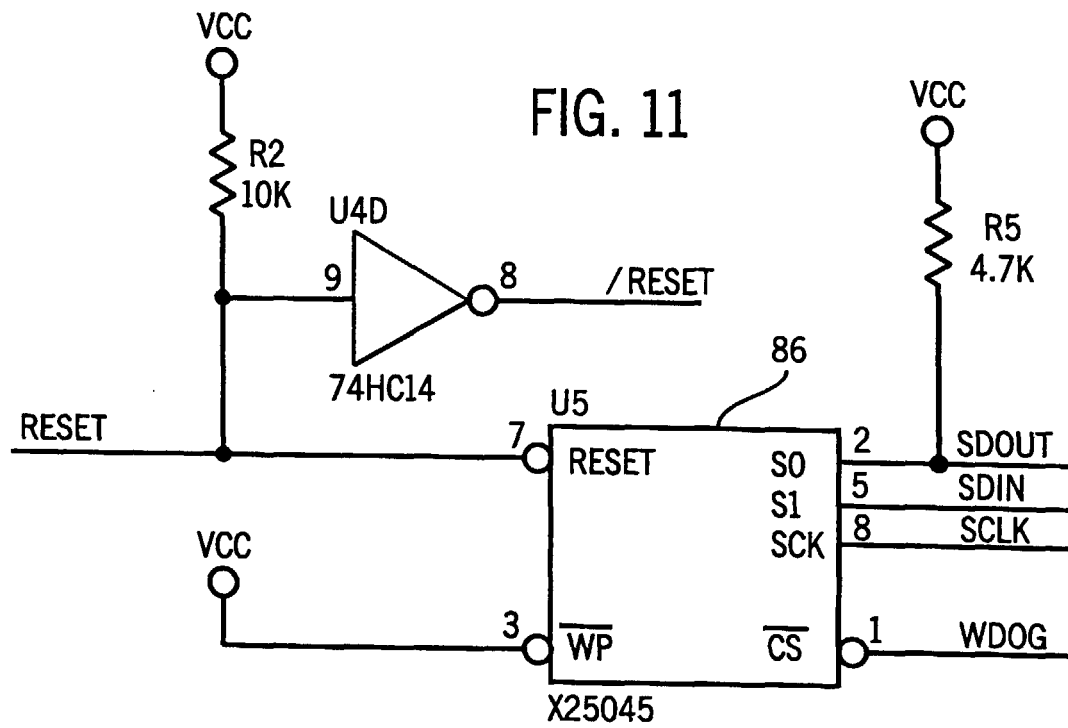 VCC
FIG. 11
VCC
R2
10K
U4D
R5
4.7K
9
8
/RESET
74HC14
86
U5
RESET
7
RESET
SO
2
SDOUT
S1
5
SDIN
SCK
8
SCLK
VCC
3
WP
CS
1
WDOG
X25045